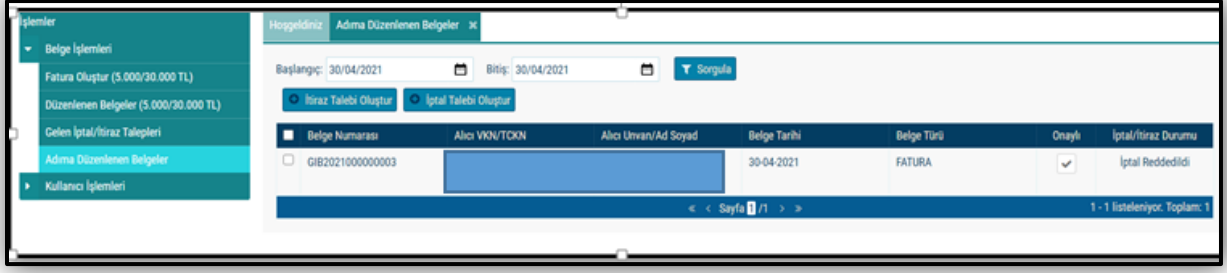 İşlemler
Belge İşlemleri
Fatura Oluştur (5.000/30.000 TL)
Düzenlenen Belgeler (5.000/30.000 TL)
Gelen İptal/İtiraz Talepleri
Adıma Düzenlenen Belgeler
Kullanıcı İşlemleri
Hoşgeldiniz Adıma Düzenlenen Belgeler
Başlangıç: 30/04/2021 Bitiş: 30/04/2021 Sorgula
İtiraz Talebi Oluştur İptal Talebi Oluştur
Belge Numarası Alıcı VKN/TCKN Alıcı Unvan/Ad Soyad Belge Tarihi Belge Türü Onaylı İptal/İtiraz Durumu
GIB2021000000003 30-04-2021 FATURA İptal Reddedildi
« < Sayfa 1 /1 > » 1 - 1 listeleniyor. Toplam: 1